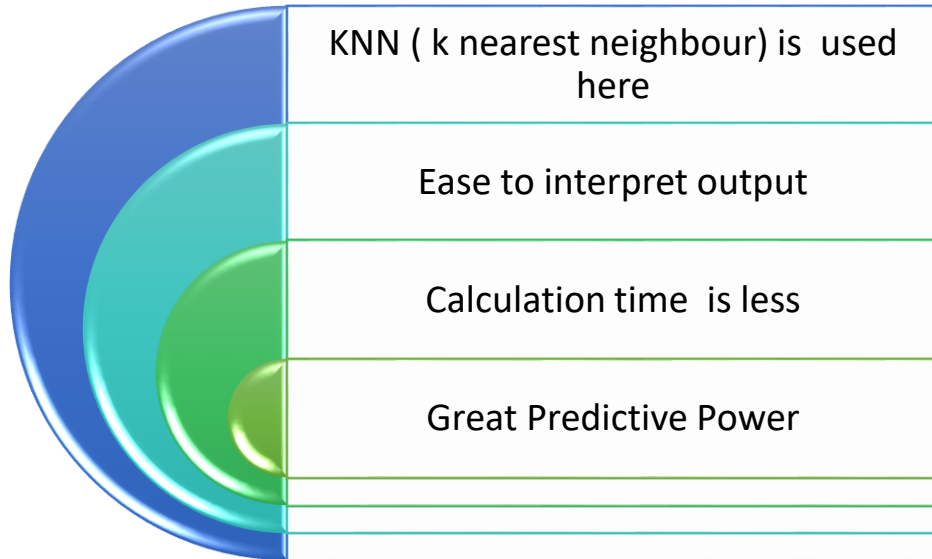 KNN ( k nearest neighbour) is  used
here
Ease to interpret output
Calculation time  is less
Great Predictive Power